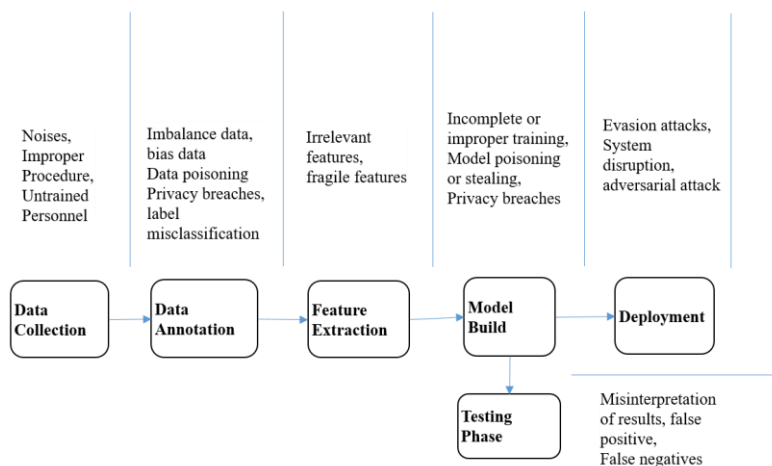 Noises,
Improper
Procedure,
Untrained
Personnel
Imbalance data,
bias data
Data poisoning
Privacy breaches,
label
misclassification
Irrelevant
features,
fragile features
Incomplete or
improper training,
Model poisoning
or stealing,
Privacy breaches
Evasion attacks,
System
disruption,
adversarial attack
Data
Collection
Data
Annotation
Feature
Extraction
Model
Build
Deployment
Testing
Phase
Misinterpretation
of results, false
positive,
False negatives